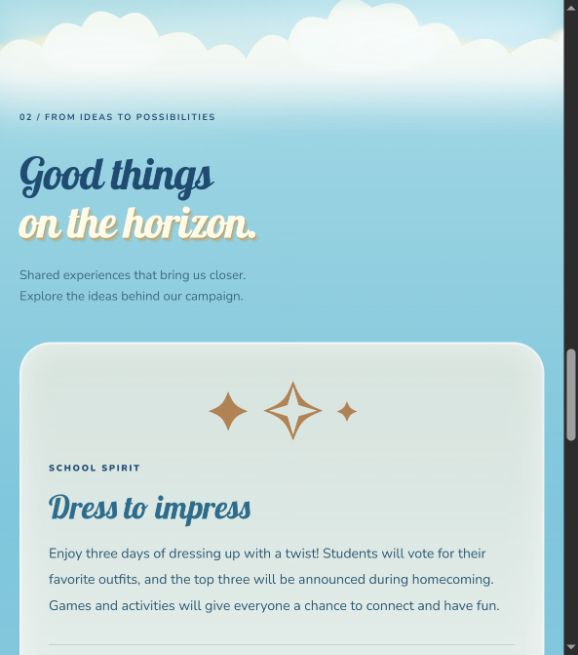 02 / FROM IDEAS TO POSSIBILITIES
Good things
on the horizon.
Shared experiences that bring us closer.
Explore the ideas behind our campaign.
SCHOOL SPIRIT
Dress to impress
Enjoy three days of dressing up with a twist! Students will vote for their
favorite outfits, and the top three will be announced during homecoming.
Games and activities will give everyone a chance to connect and have fun.